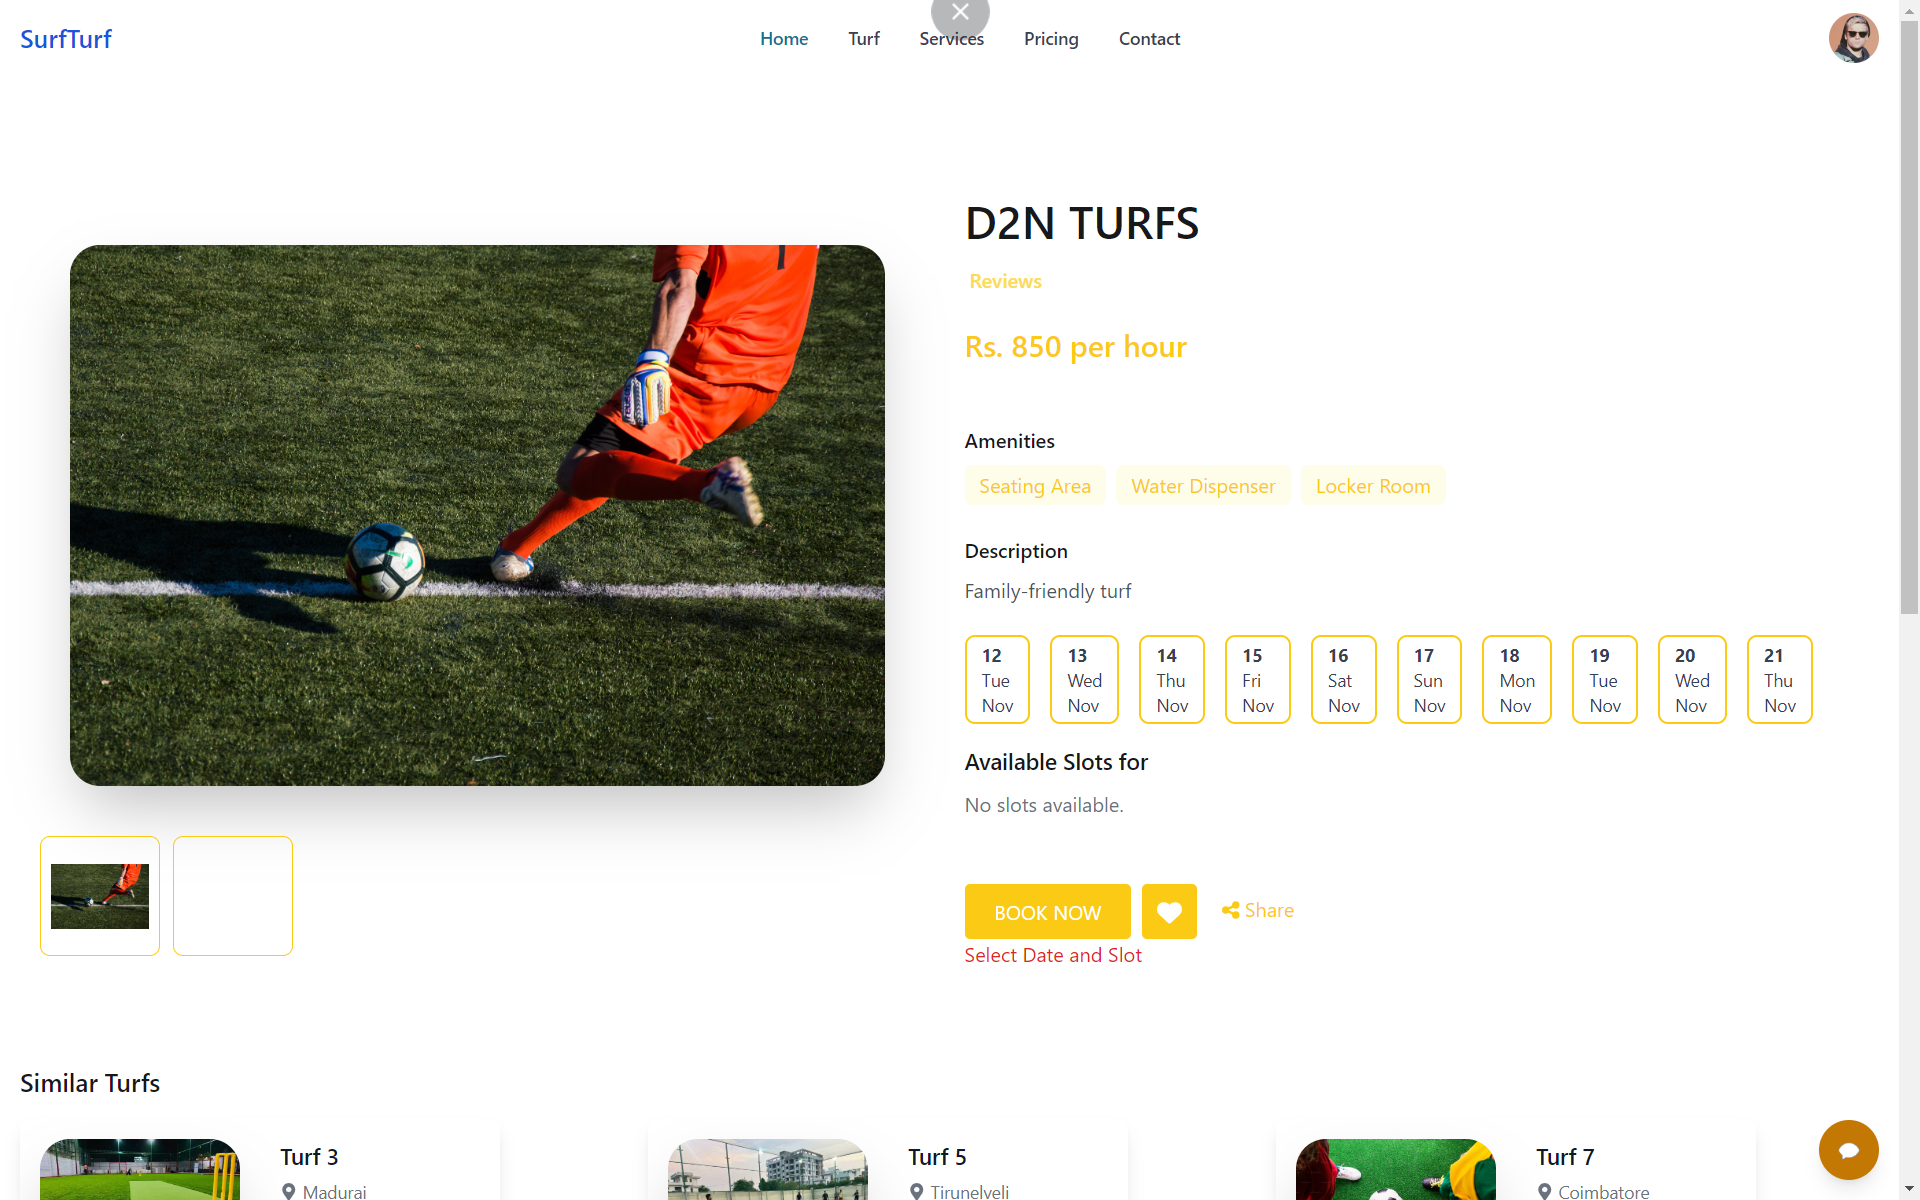 SurfTurf
Home Turf Services Pricing Contact
D2N TURFS
Reviews
Rs. 850 per hour
Amenities
Seating Area Water Dispenser Locker Room
Description
Family-friendly turf
12 Tue Nov
13 Wed Nov
14 Thu Nov
15 Fri Nov
16 Sat Nov
17 Sun Nov
18 Mon Nov
19 Tue Nov
20 Wed Nov
21 Thu Nov
Available Slots for
No slots available.
BOOK NOW Share
Select Date and Slot
Similar Turfs
Turf 3
Madurai
Turf 5
Tirunelveli
Turf 7
Coimbatore